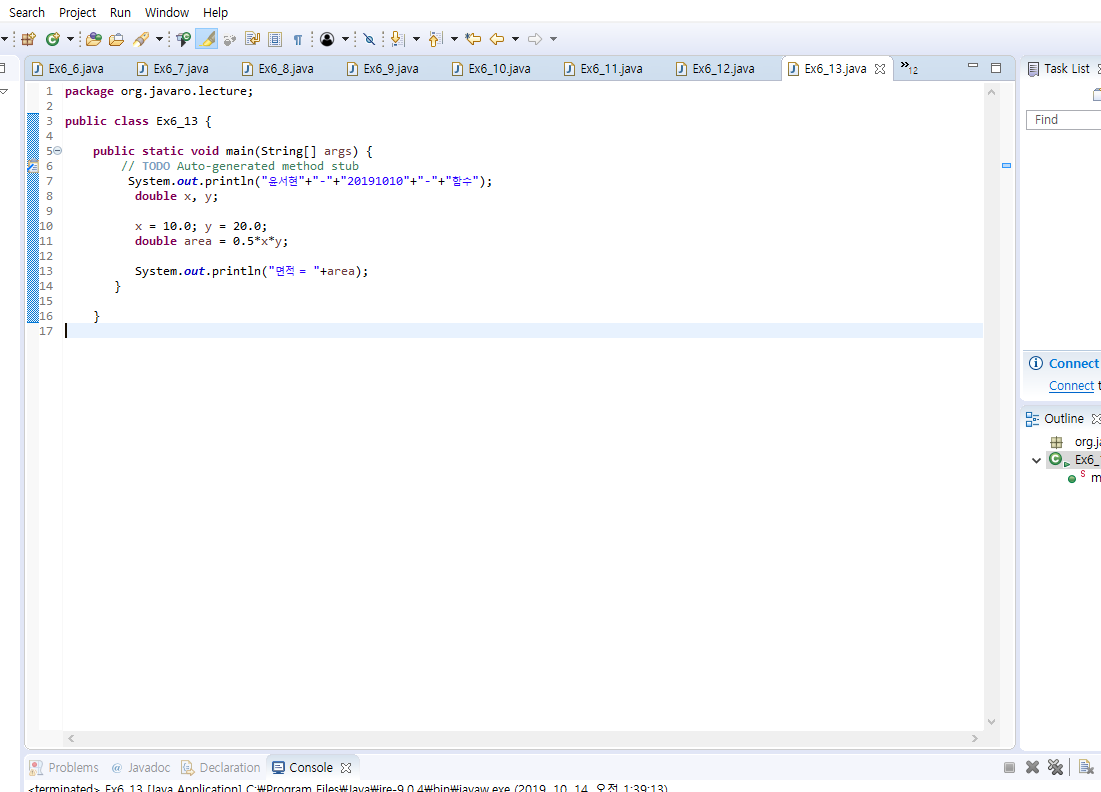 Search Project Run Window Help
Ex6_6.java Ex6_7.java Ex6_8.java Ex6_9.java Ex6_10.java Ex6_11.java Ex6_12.java Ex6_13.java »12
Task List
Find
1 package org.javaro.lecture;
2
3 public class Ex6_13 {
4
5 public static void main(String[] args) {
6 // TODO Auto-generated method stub
7 System.out.println("윤서현"+"-"+"20191010"+"-"+"함수");
8 double x, y;
9
10 x = 10.0; y = 20.0;
11 double area = 0.5*x*y;
12
13 System.out.println("면적 = "+area);
14 }
15
16 }
17
Connect
Connect t
Outline
org.ja
Ex6_
m
Problems @ Javadoc Declaration Console
<terminated> Ex6_13 [Java Application] C:₩Program Files₩Java₩jre-9.0.4₩bin₩javaw.exe (2019. 10. 14. 오전 1:39:13)